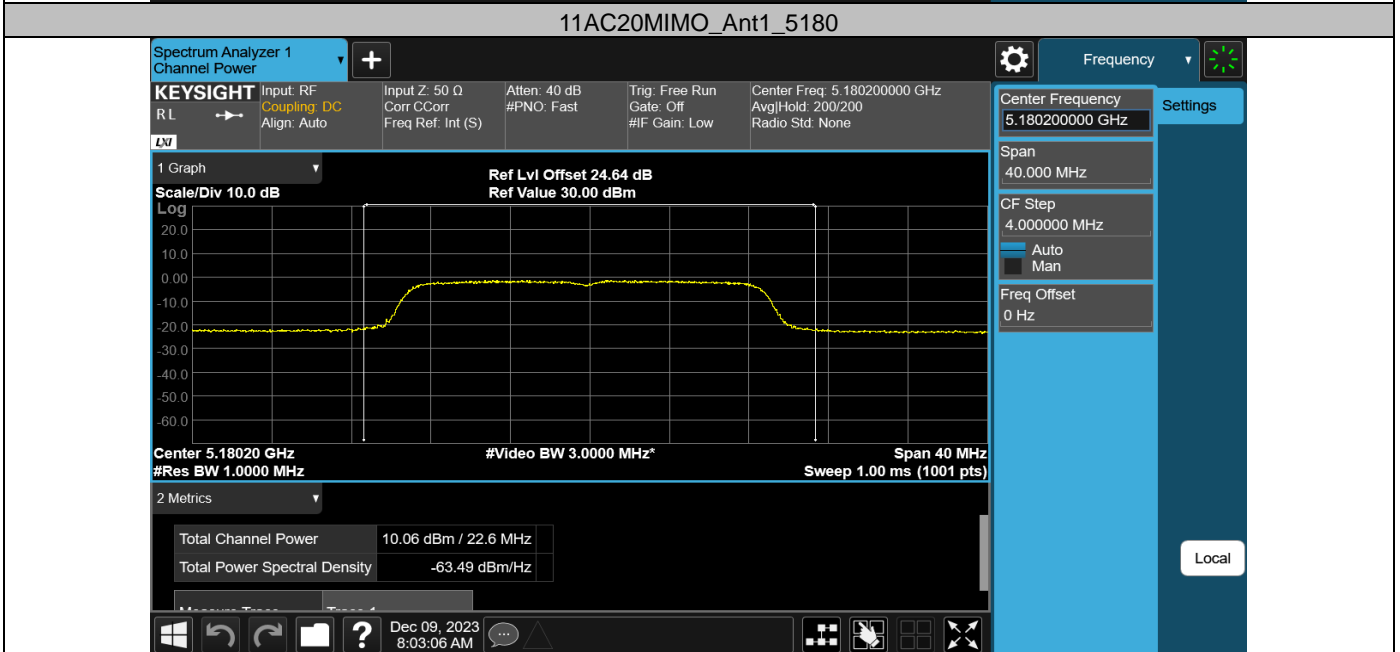 11AC20MIMO_Ant1_5180
Spectrum Analyzer 1
Channel Power
+
Frequency
KEYSIGHT
R L
LXI
Input: RF
Coupling: DC
Align: Auto
Input Z: 50 Ω
Corr CCorr
Freq Ref: Int (S)
Atten: 40 dB
#PNO: Fast
Trig: Free Run
Gate: Off
#IF Gain: Low
Center Freq: 5.180200000 GHz
Avg|Hold: 200/200
Radio Std: None
Center Frequency
5.180200000 GHz
Settings
Span
40.000 MHz
CF Step
4.000000 MHz
Auto
Man
Freq Offset
0 Hz
1 Graph
Scale/Div 10.0 dB
Log
Ref Lvl Offset 24.64 dB
Ref Value 30.00 dBm
20.0
10.0
0.00
-10.0
-20.0
-30.0
-40.0
-50.0
-60.0
Center 5.18020 GHz
#Res BW 1.0000 MHz
#Video BW 3.0000 MHz*
Span 40 MHz
Sweep 1.00 ms (1001 pts)
2 Metrics
Total Channel Power 10.06 dBm / 22.6 MHz
Total Power Spectral Density -63.49 dBm/Hz
Measure Trace Trace 1
Local
?
Dec 09, 2023
8:03:06 AM